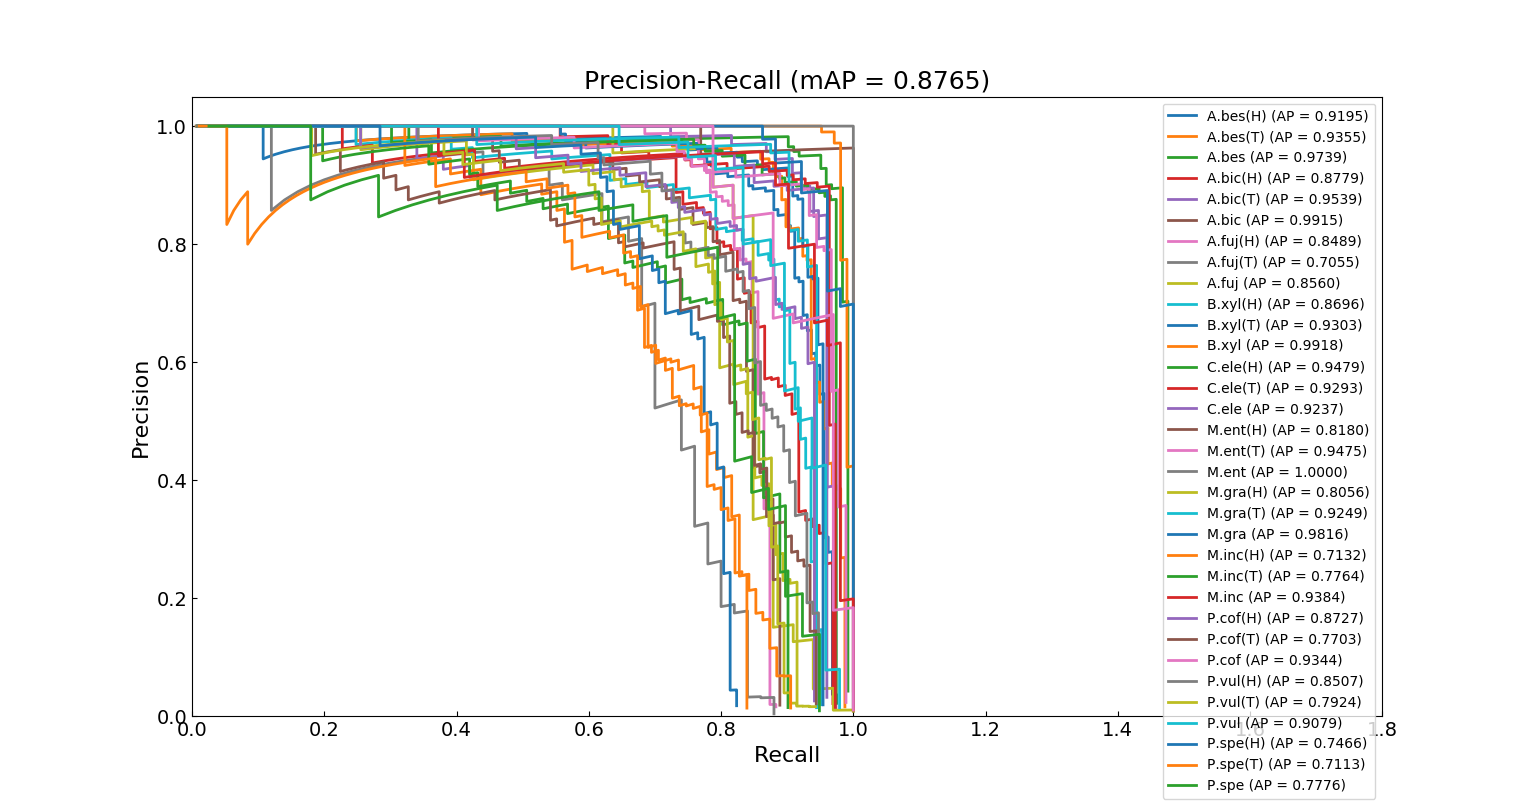 Precision-Recall (mAP = 0.8765)
1.0
0.8
0.6
0.4
0.2
0.0
Precision
0.0 0.2 0.4 0.6 0.8 1.0 1.2 1.4 1.6 1.8
Recall
A.bes(H) (AP = 0.9195)
A.bes(T) (AP = 0.9355)
A.bes (AP = 0.9739)
A.bic(H) (AP = 0.8779)
A.bic(T) (AP = 0.9539)
A.bic (AP = 0.9915)
A.fuj(H) (AP = 0.8489)
A.fuj(T) (AP = 0.7055)
A.fuj (AP = 0.8560)
B.xyl(H) (AP = 0.8696)
B.xyl(T) (AP = 0.9303)
B.xyl (AP = 0.9918)
C.ele(H) (AP = 0.9479)
C.ele(T) (AP = 0.9293)
C.ele (AP = 0.9237)
M.ent(H) (AP = 0.8180)
M.ent(T) (AP = 0.9475)
M.ent (AP = 1.0000)
M.gra(H) (AP = 0.8056)
M.gra(T) (AP = 0.9249)
M.gra (AP = 0.9816)
M.inc(H) (AP = 0.7132)
M.inc(T) (AP = 0.7764)
M.inc (AP = 0.9384)
P.cof(H) (AP = 0.8727)
P.cof(T) (AP = 0.7703)
P.cof (AP = 0.9344)
P.vul(H) (AP = 0.8507)
P.vul(T) (AP = 0.7924)
P.vul (AP = 0.9079)
P.spe(H) (AP = 0.7466)
P.spe(T) (AP = 0.7113)
P.spe (AP = 0.7776)